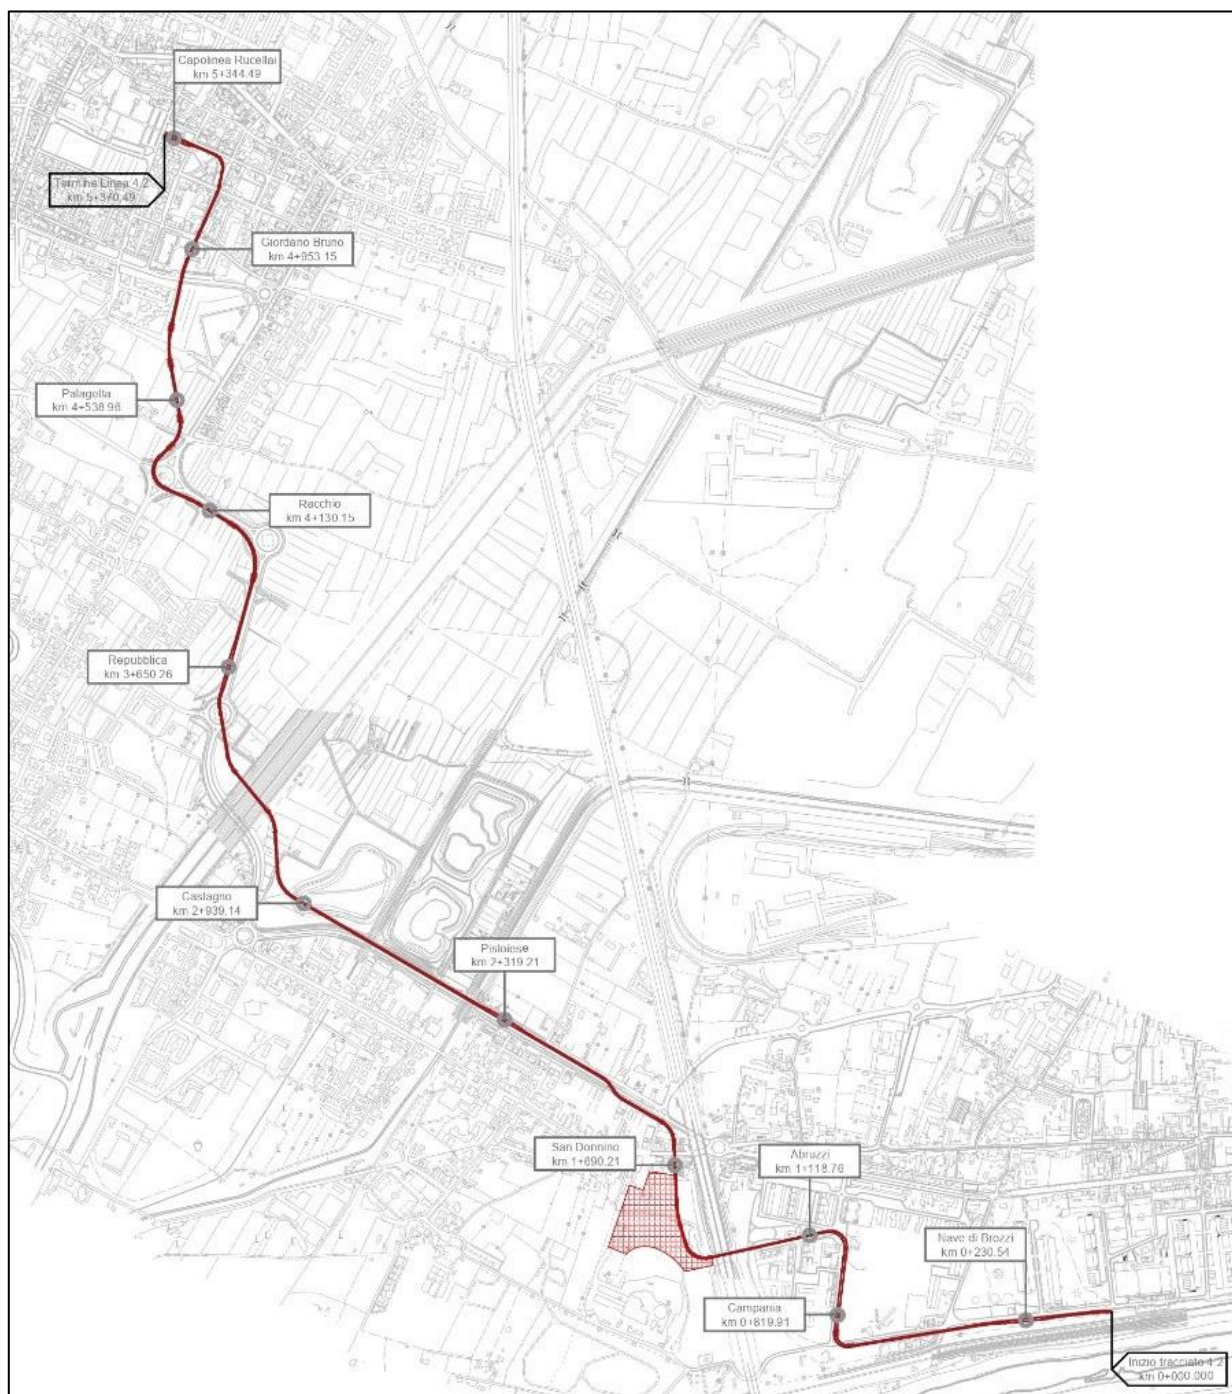 Capolinea Rucellai
km 5+344.49
Termine Linea 4.2
km 5+370.49
Giordano Bruno
km 4+953.15
Palagetta
km 4+538.96
Racchio
km 4+130.15
Repubblica
km 3+650.26
Castagno
km 2+939.14
Pistoiese
km 2+319.21
San Donnino
km 1+690.21
Abruzzi
km 1+118.76
Nave di Brozzi
km 0+230.54
Campania
km 0+819.91
Inizio tracciato 4.2
km 0+000.000